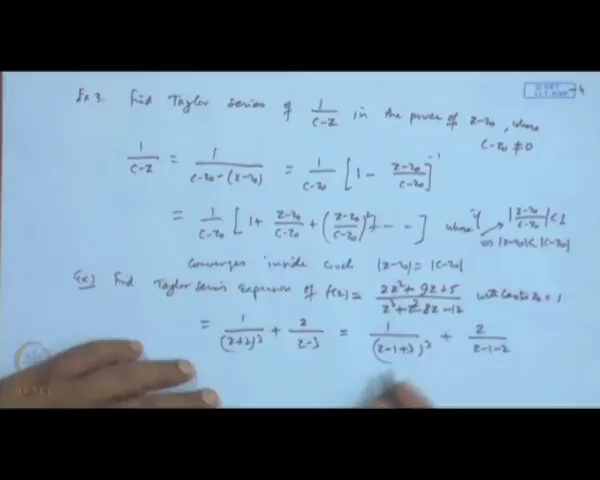 Ex 3. Find Taylor Series of 1/(c-z) in the power of z-z0, where
c-z0 ≠ 0
1/(c-z) = 1/(c-z0-(z-z0)) = 1/(c-z0) [1 - (z-z0)/(c-z0)]^-1
= 1/(c-z0) [1 + (z-z0)/(c-z0) + ((z-z0)/(c-z0))^2 + - - ] where if |(z-z0)/(c-z0)| < 1
|z-z0| < |c-z0|
Converges inside circle |z-z0| = |c-z0|
Find Taylor Series expansion of f(z) = (2z^2+9z+5)/(z^3+z^2-8z-12) with z0 = 1
= 1/(z+2)^2 + 2/(z-3) = 1/(z-1+3)^2 + 2/(z-1-2)